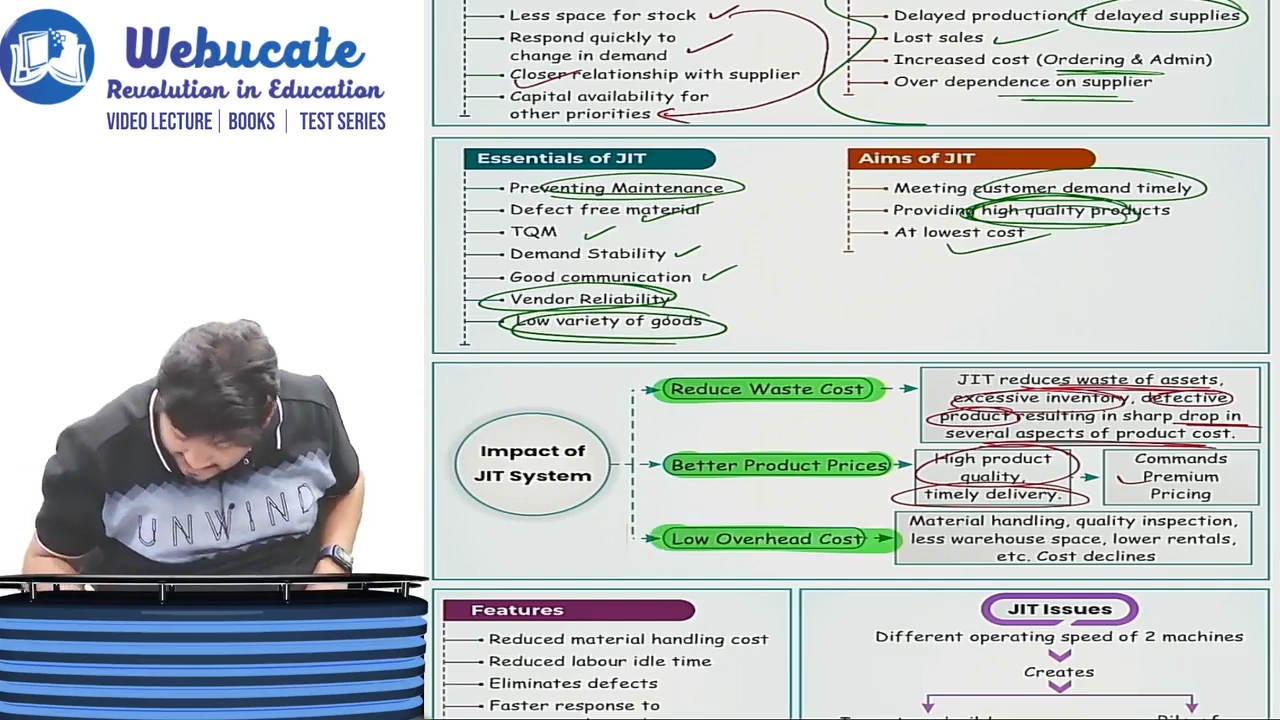 Webucate
Revolution in Education
VIDEO LECTURE | BOOKS | TEST SERIES
UNWIND
Less space for stock
Respond quickly to
change in demand
Closer relationship with supplier
Capital availability for
other priorities
Delayed production if delayed supplies
Lost sales
Increased cost (Ordering & Admin)
Over dependence on supplier
Essentials of JIT
Preventing Maintenance
Defect free material
TQM
Demand Stability
Good communication
Vendor Reliability
Low variety of goods
Aims of JIT
Meeting customer demand timely
Providing high quality products
At lowest cost
Impact of
JIT System
Reduce Waste Cost
JIT reduces waste of assets,
excessive inventory, defective
product resulting in sharp drop in
several aspects of product cost.
Better Product Prices
High product
quality,
timely delivery.
Commands
Premium
Pricing
Low Overhead Cost
Material handling, quality inspection,
less warehouse space, lower rentals,
etc. Cost declines
Features
Reduced material handling cost
Reduced labour idle time
Eliminates defects
Faster response to
JIT Issues
Different operating speed of 2 machines
Creates